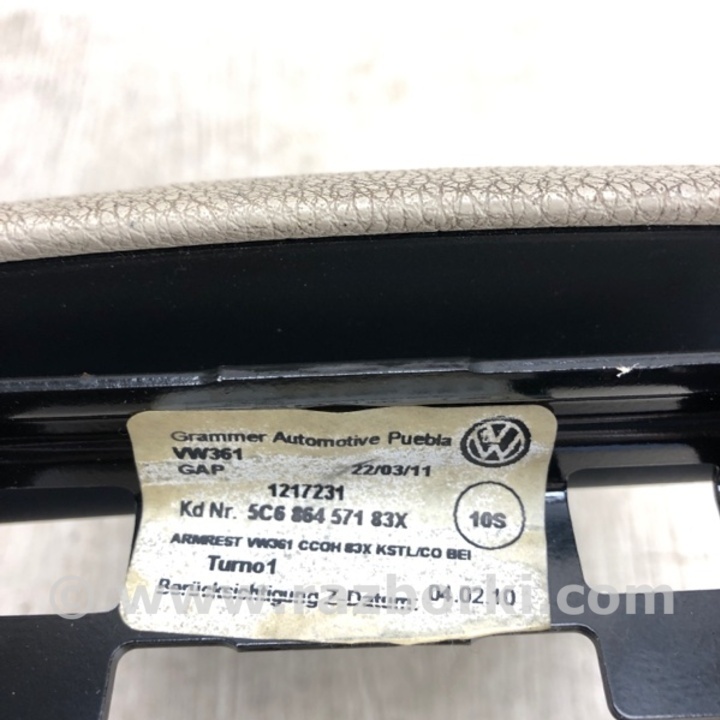 Grammer Automotive Puebla
VW361
GAP 22/03/11
1217231
Kd Nr. 5C6 864 571 83X 10S
ARMREST VW361 CCOH 83X KSTL/CO BEI
Turno1
Berücksichtigung Z-Datum: 04.02.10
© www.razborki.com